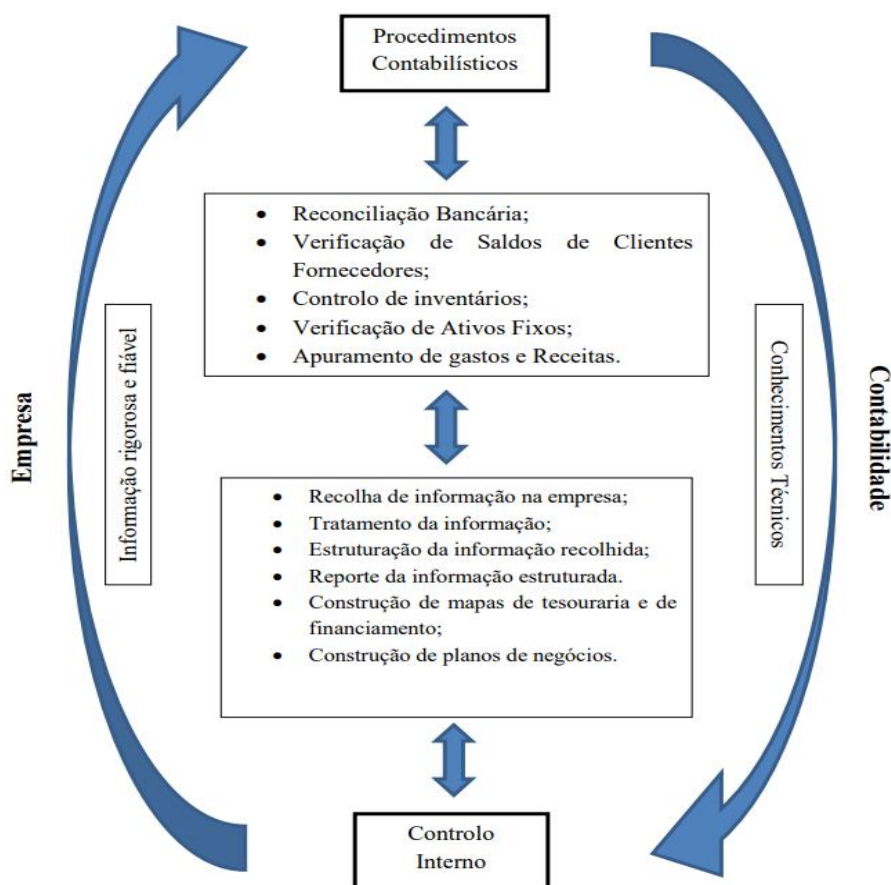 Procedimentos
Contabilísticos
• Reconciliação Bancária;
• Verificação de Saldos de Clientes
Fornecedores;
• Controlo de inventários;
• Verificação de Ativos Fixos;
• Apuramento de gastos e Receitas.
Empresa
Informação rigorosa e fiável
Conhecimentos Técnicos
Contabilidade
• Recolha de informação na empresa;
• Tratamento da informação;
• Estruturação da informação recolhida;
• Reporte da informação estruturada.
• Construção de mapas de tesouraria e de
financiamento;
• Construção de planos de negócios.
Controlo
Interno